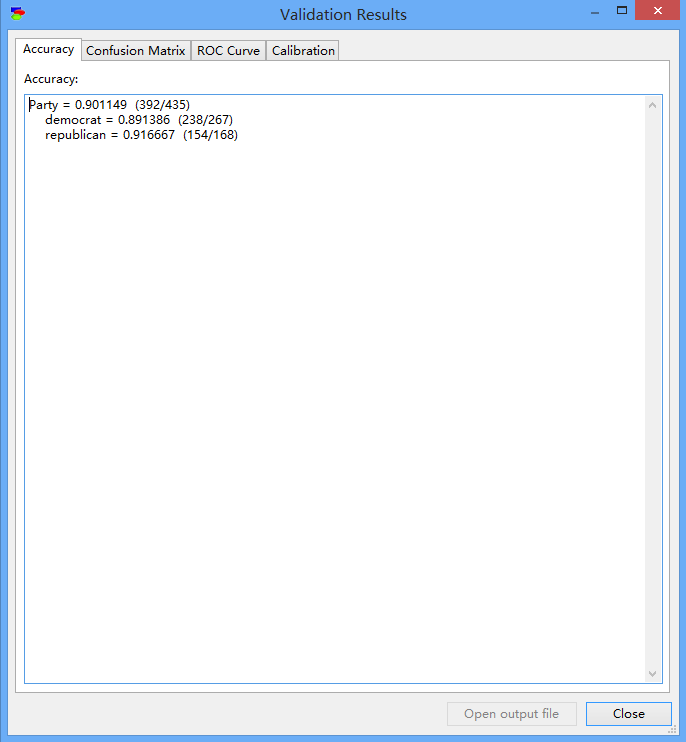 Validation Results
Accuracy Confusion Matrix ROC Curve Calibration
Accuracy:
Party = 0.901149 (392/435)
democrat = 0.891386 (238/267)
republican = 0.916667 (154/168)
Open output file Close